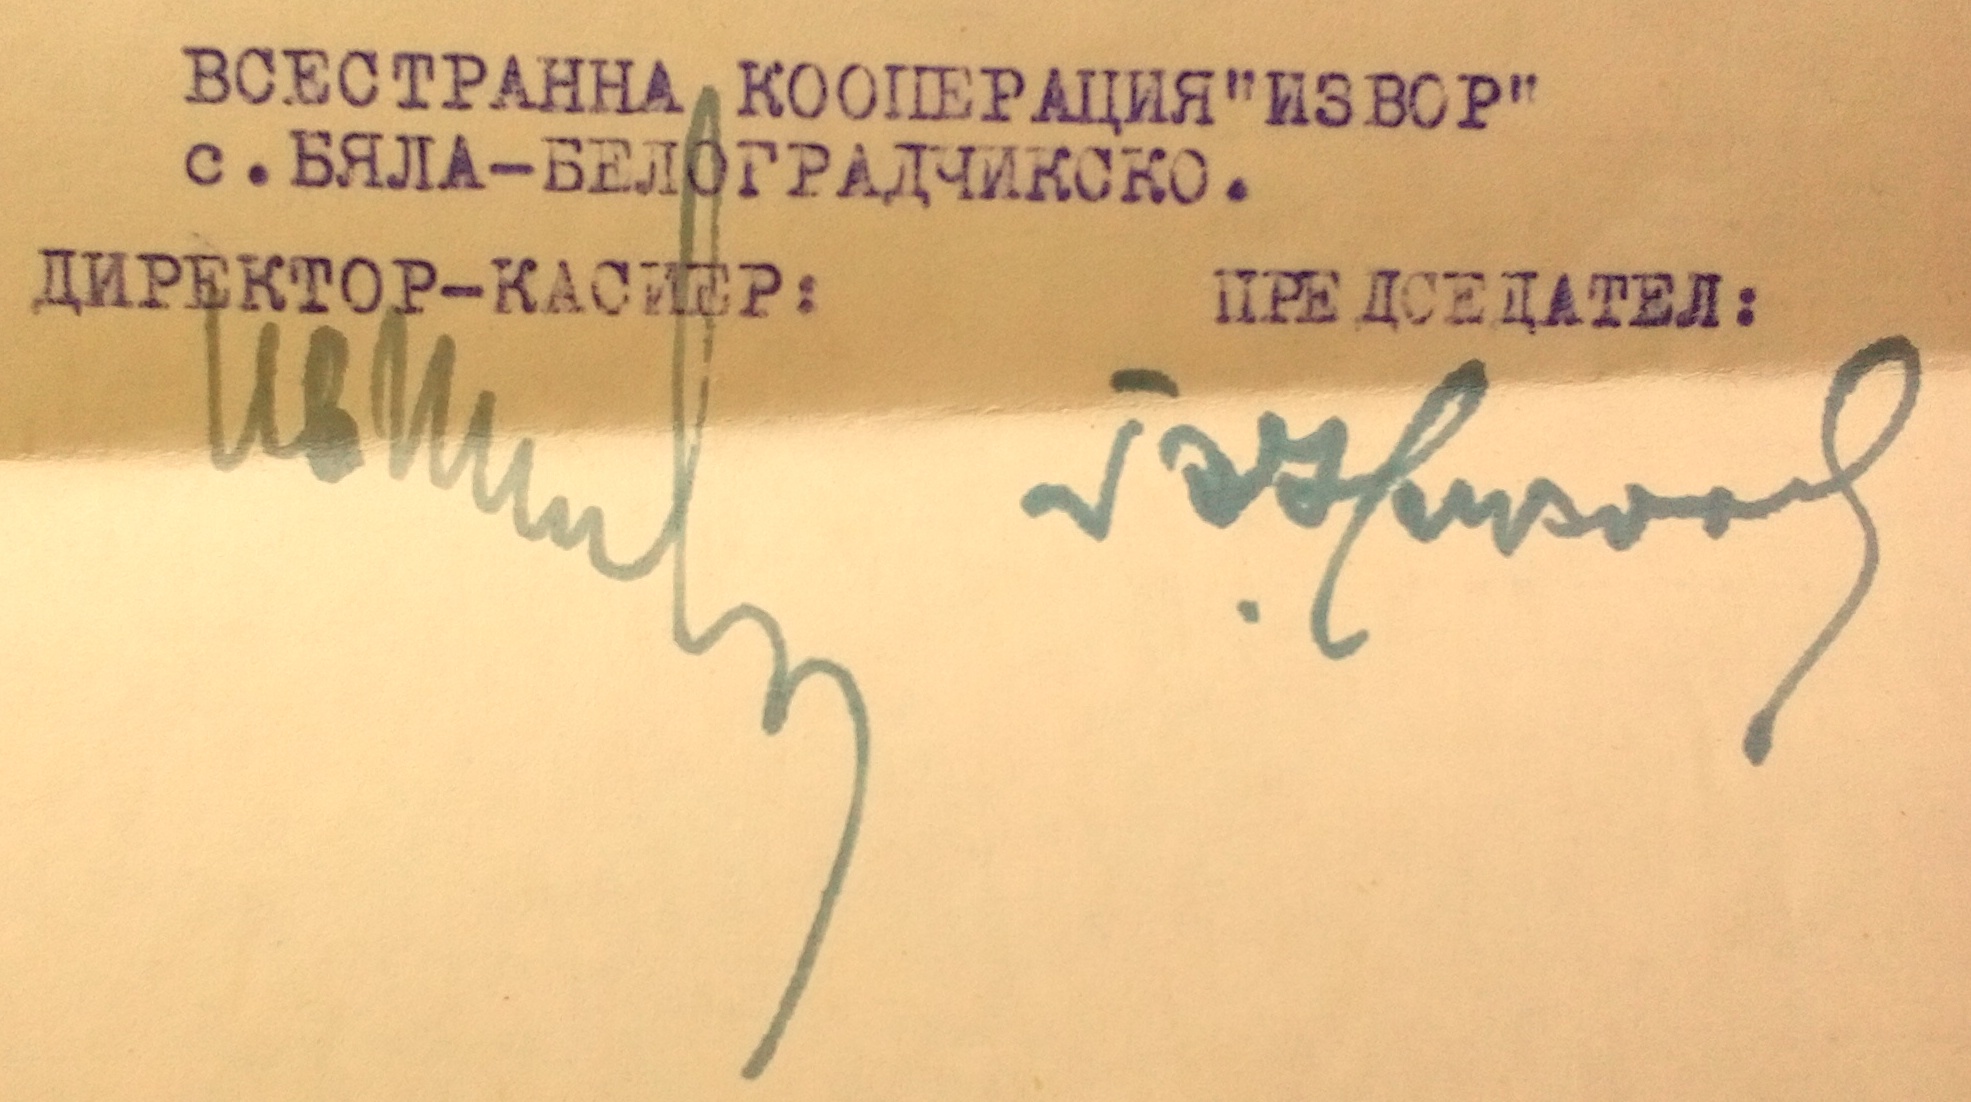 ВСЕСТРАННА КООПЕРАЦИЯ"ИЗВОР"
с.БЯЛА-БЕЛОГРАДЧИКСКО.
ДИРЕКТОР-КАСИЕР: ПРЕДСЕДАТЕЛ: